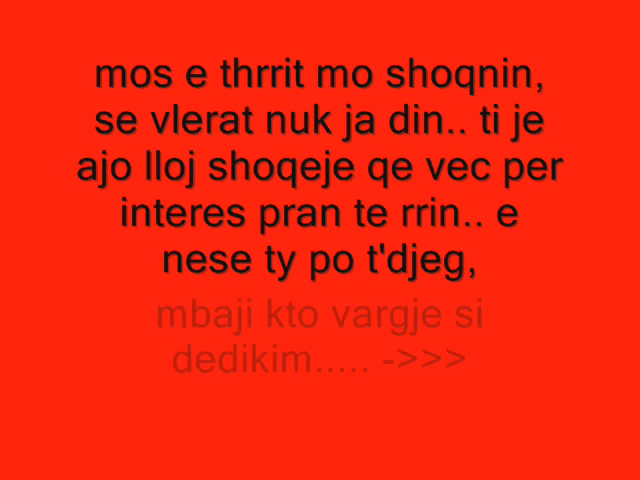 mos e thrrit mo shoqnin,
se vlerat nuk ja din.. ti je
ajo lloj shoqeje qe vec per
interes pran te rrin.. e
nese ty po t'djeg,
mbaji kto vargje si
dedikim..... ->>>